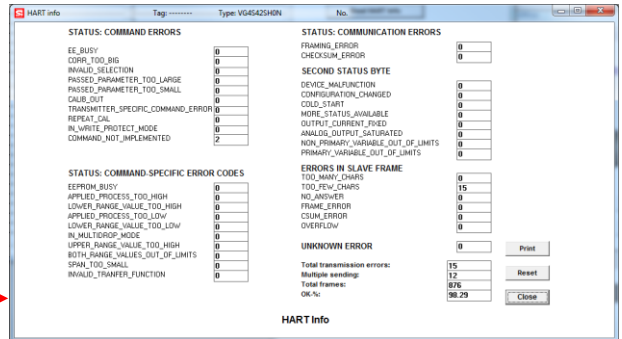 HART info Tag: -------- Type: VG4S42SH0N No.
STATUS: COMMAND ERRORS
EE_BUSY 0
CORR_TOO_BIG 0
INVALID_SELECTION 0
PASSED_PARAMETER_TOO_LARGE 0
PASSED_PARAMETER_TOO_SMALL 0
CALIB_OUT 0
TRANSMITTER_SPECIFIC_COMMAND_ERROR 0
REPEAT_CAL 0
IN_WRITE_PROTECT_MODE 0
COMMAND_NOT_IMPLEMENTED 2
STATUS: COMMAND-SPECIFIC ERROR CODES
EEPROM_BUSY 0
APPLIED_PROCESS_TOO_HIGH 0
LOWER_RANGE_VALUE_TOO_HIGH 0
APPLIED_PROCESS_TOO_LOW 0
LOWER_RANGE_VALUE_TOO_LOW 0
IN_MULTIDROP_MODE 0
UPPER_RANGE_VALUE_TOO_HIGH 0
BOTH_RANGE_VALUES_OUT_OF_LIMITS 0
SPAN_TOO_SMALL 0
INVALID_TRANFER_FUNCTION 0
STATUS: COMMUNICATION ERRORS
FRAMING_ERROR 0
CHECKSUM_ERROR 0
SECOND STATUS BYTE
DEVICE_MALFUNCTION 0
CONFIGURATION_CHANGED 0
COLD_START 0
MORE_STATUS_AVAILABLE 0
OUTPUT_CURRENT_FIXED 0
ANALOG_OUTPUT_SATURATED 0
NON_PRIMARY_VARIABLE_OUT_OF_LIMITS 0
PRIMARY_VARIABLE_OUT_OF_LIMITS 0
ERRORS IN SLAVE FRAME
TOO_MANY_CHARS 0
TOO_FEW_CHARS 15
NO_ANSWER 0
FRAME_ERROR 0
CSUM_ERROR 0
OVERFLOW 0
UNKNOWN ERROR 0
Print
Total transmission errors: 15
Multiple sending: 12
Reset
Total frames: 876
OK-%: 98.29
Close
HART Info